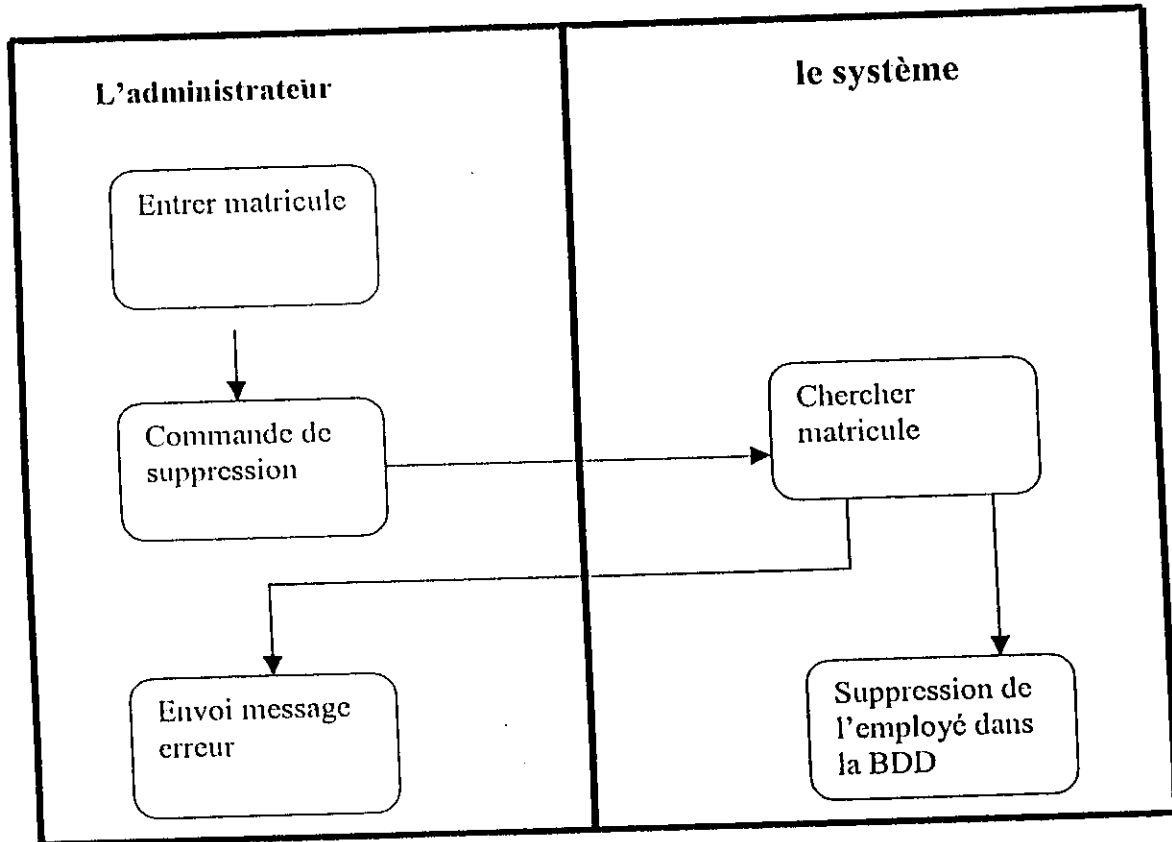 L'administrateur
le système
Entrer matricule
Commande de
suppression
Chercher
matricule
Envoi message
erreur
Suppression de
l'employé dans
la BDD